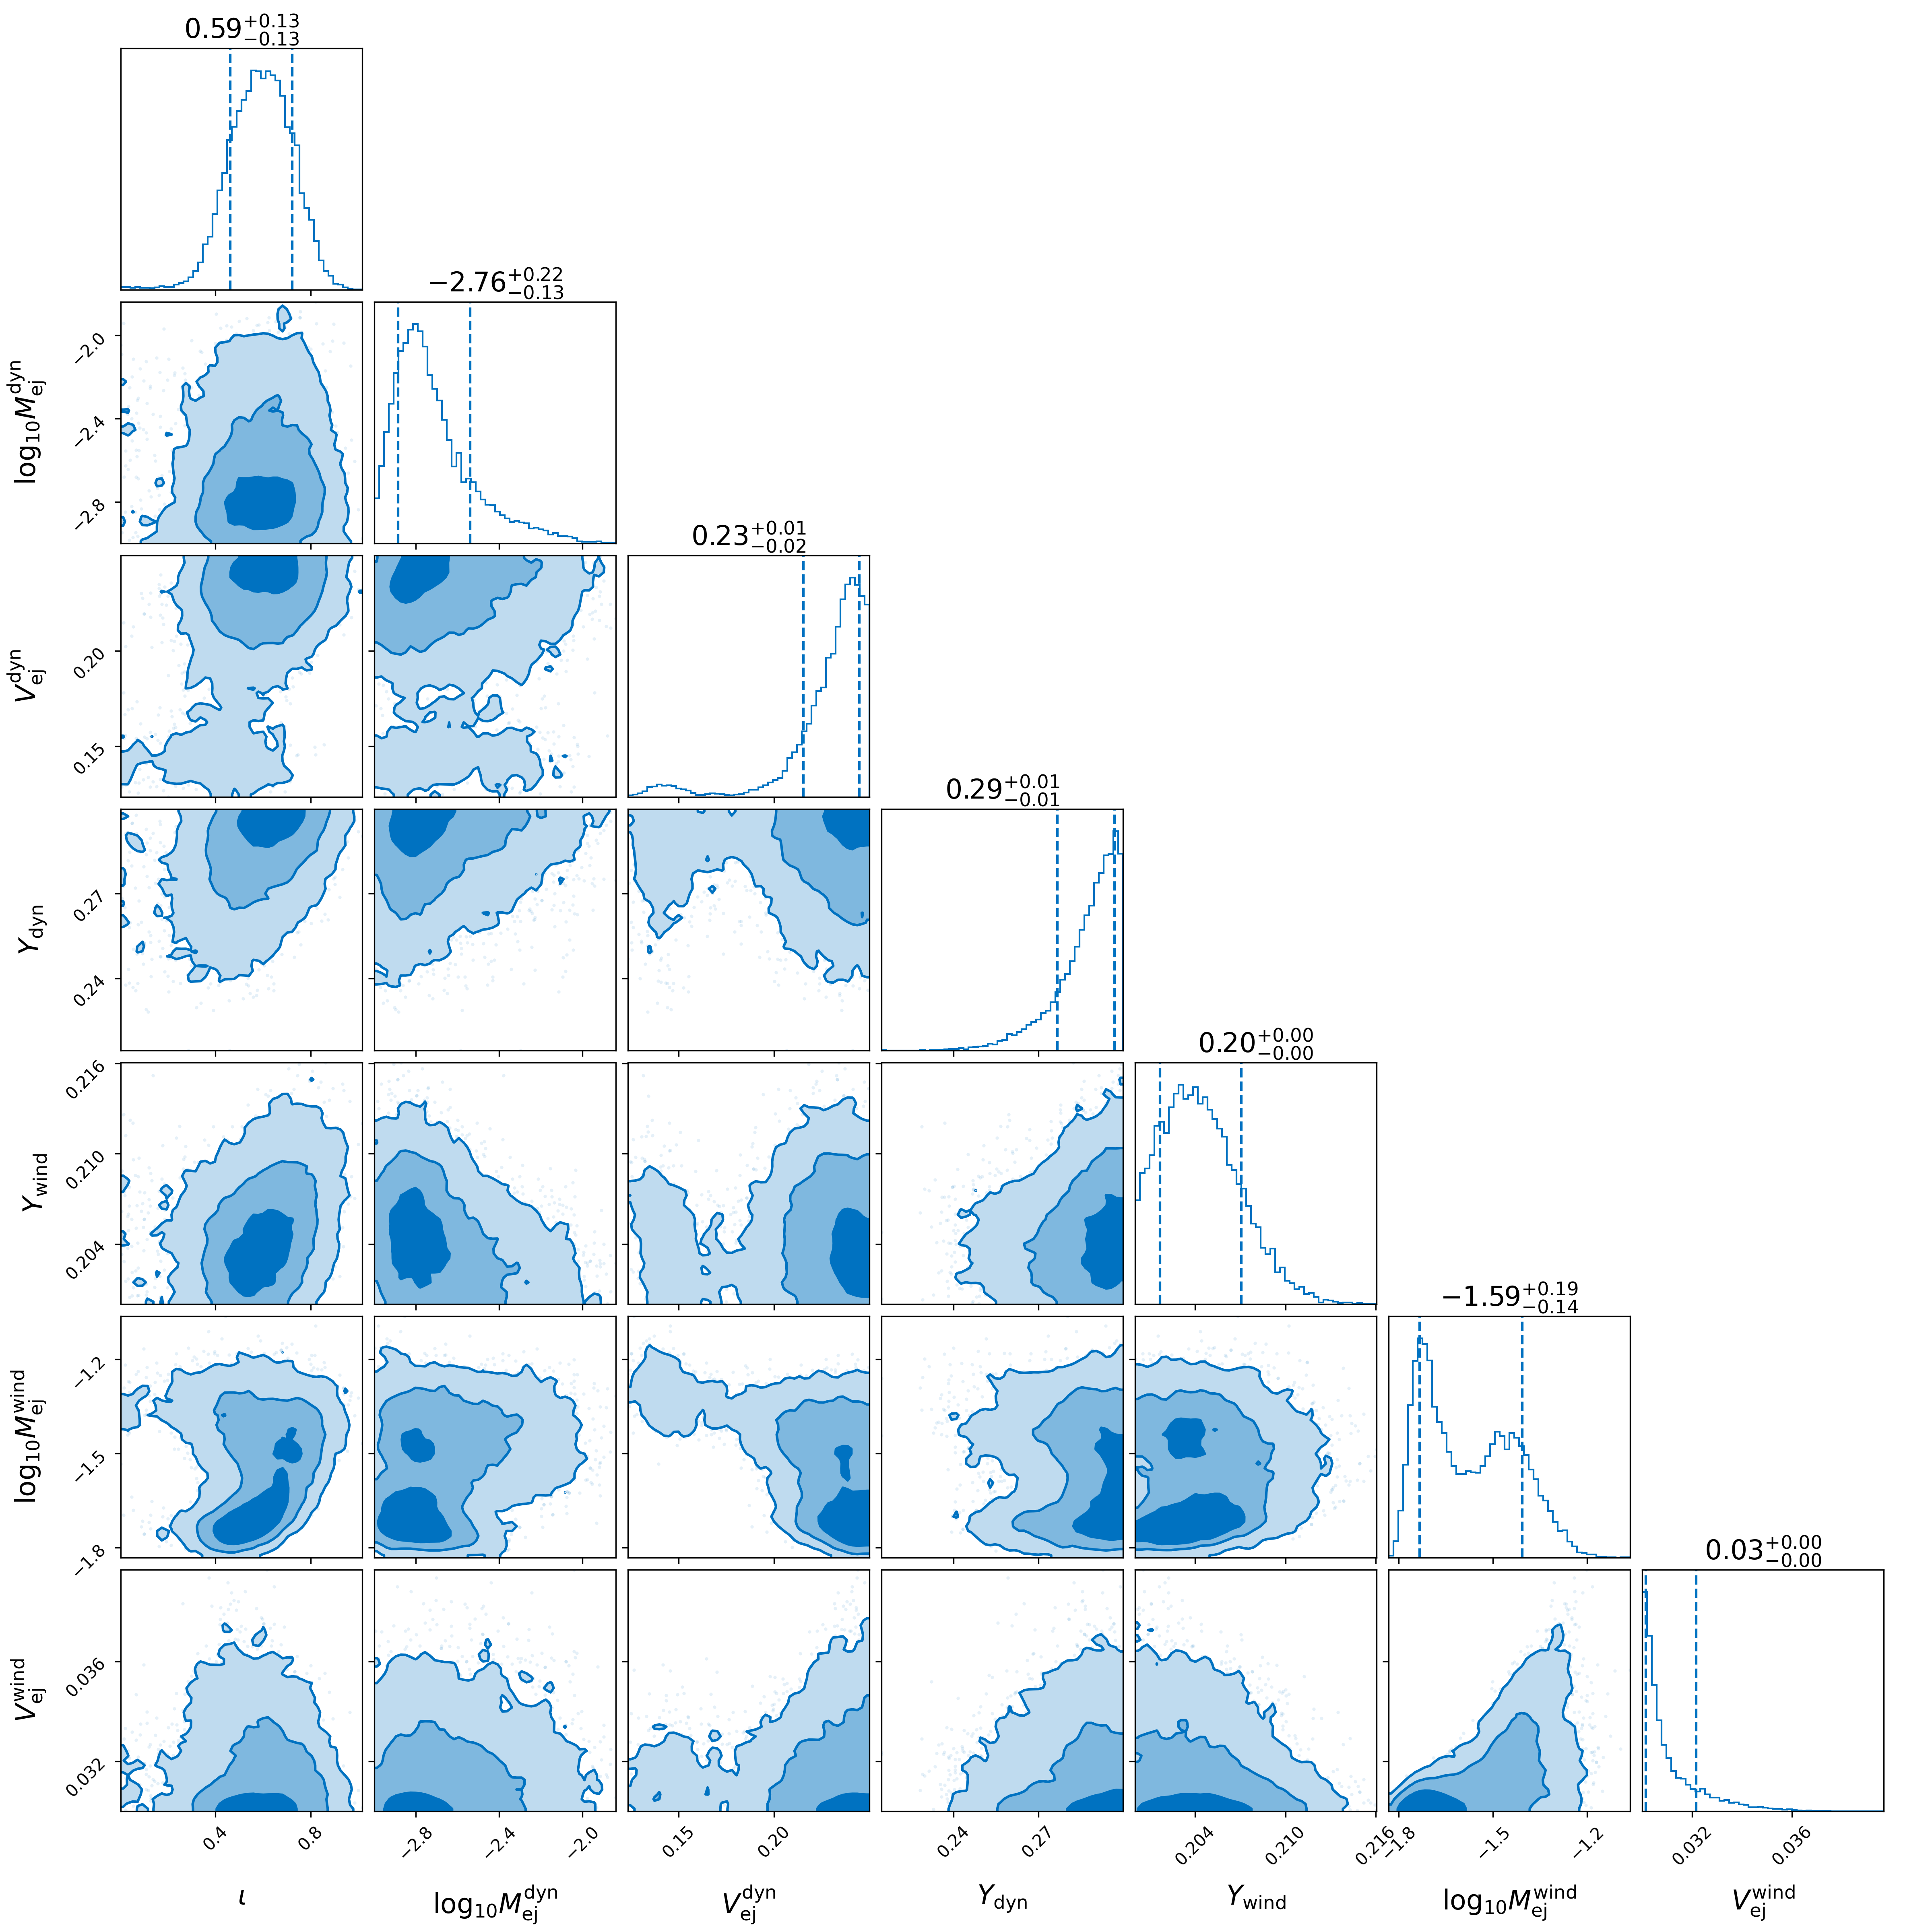 0.59+0.13−0.13
−2.76+0.22−0.13
log10 M_ej^dyn
−2.0
−2.4
−2.8
0.23+0.01−0.02
V_ej^dyn
0.20
0.15
0.29+0.01−0.01
Y_dyn
0.27
0.24
0.20+0.00−0.00
Y_wind
0.216
0.210
0.204
−1.59+0.19−0.14
log10 M_ej^wind
−1.2
−1.5
−1.8
0.03+0.00−0.00
V_ej^wind
0.036
0.032
0.4 0.8 −2.8 −2.4 −2.0 0.15 0.20 0.24 0.27 0.204 0.210 0.216 −1.8 −1.5 −1.2 0.032 0.036
ι log10 M_ej^dyn V_ej^dyn Y_dyn Y_wind log10 M_ej^wind V_ej^wind